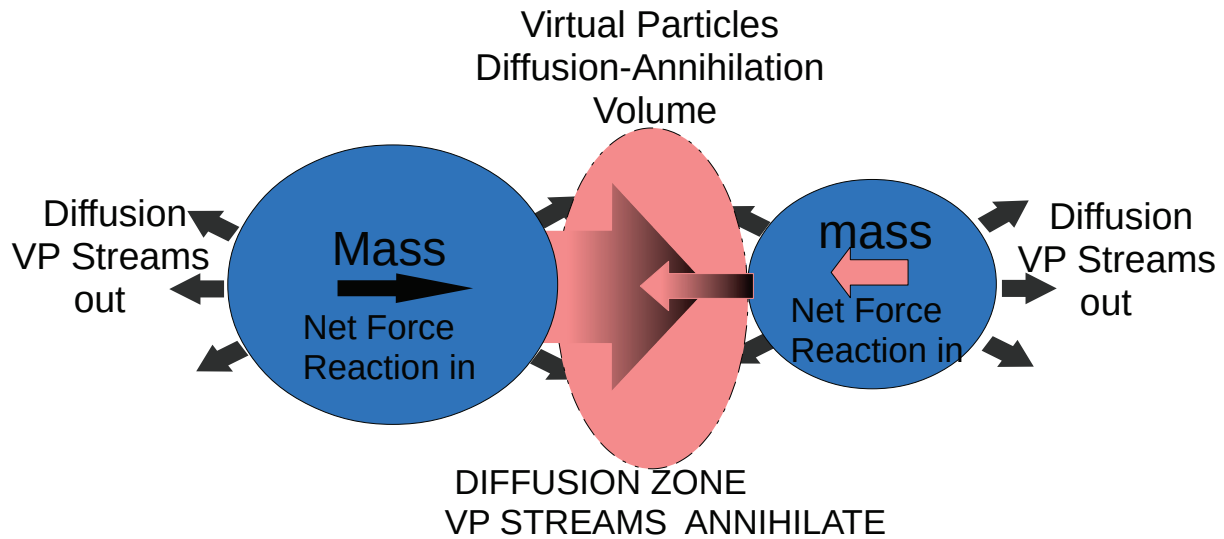 Virtual Particles
Diffusion-Annihilation
Volume
Diffusion
VP Streams
out
Mass
Net Force
Reaction in
mass
Net Force
Reaction in
Diffusion
VP Streams
out
DIFFUSION ZONE
VP STREAMS ANNIHILATE